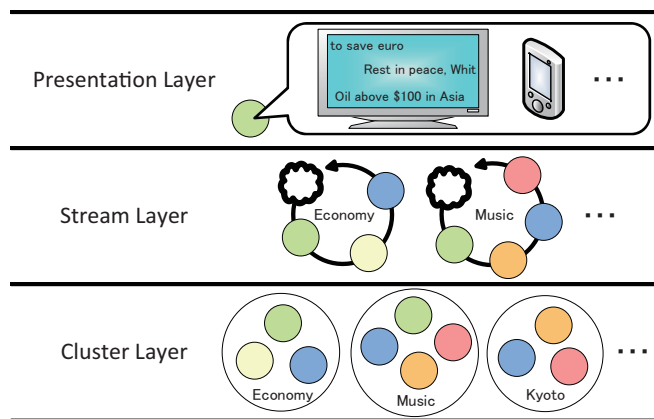 Presentation Layer
to save euro
Rest in peace, Whit
Oil above $100 in Asia
...
Stream Layer
Economy
Music
...
Cluster Layer
Economy
Music
Kyoto
...